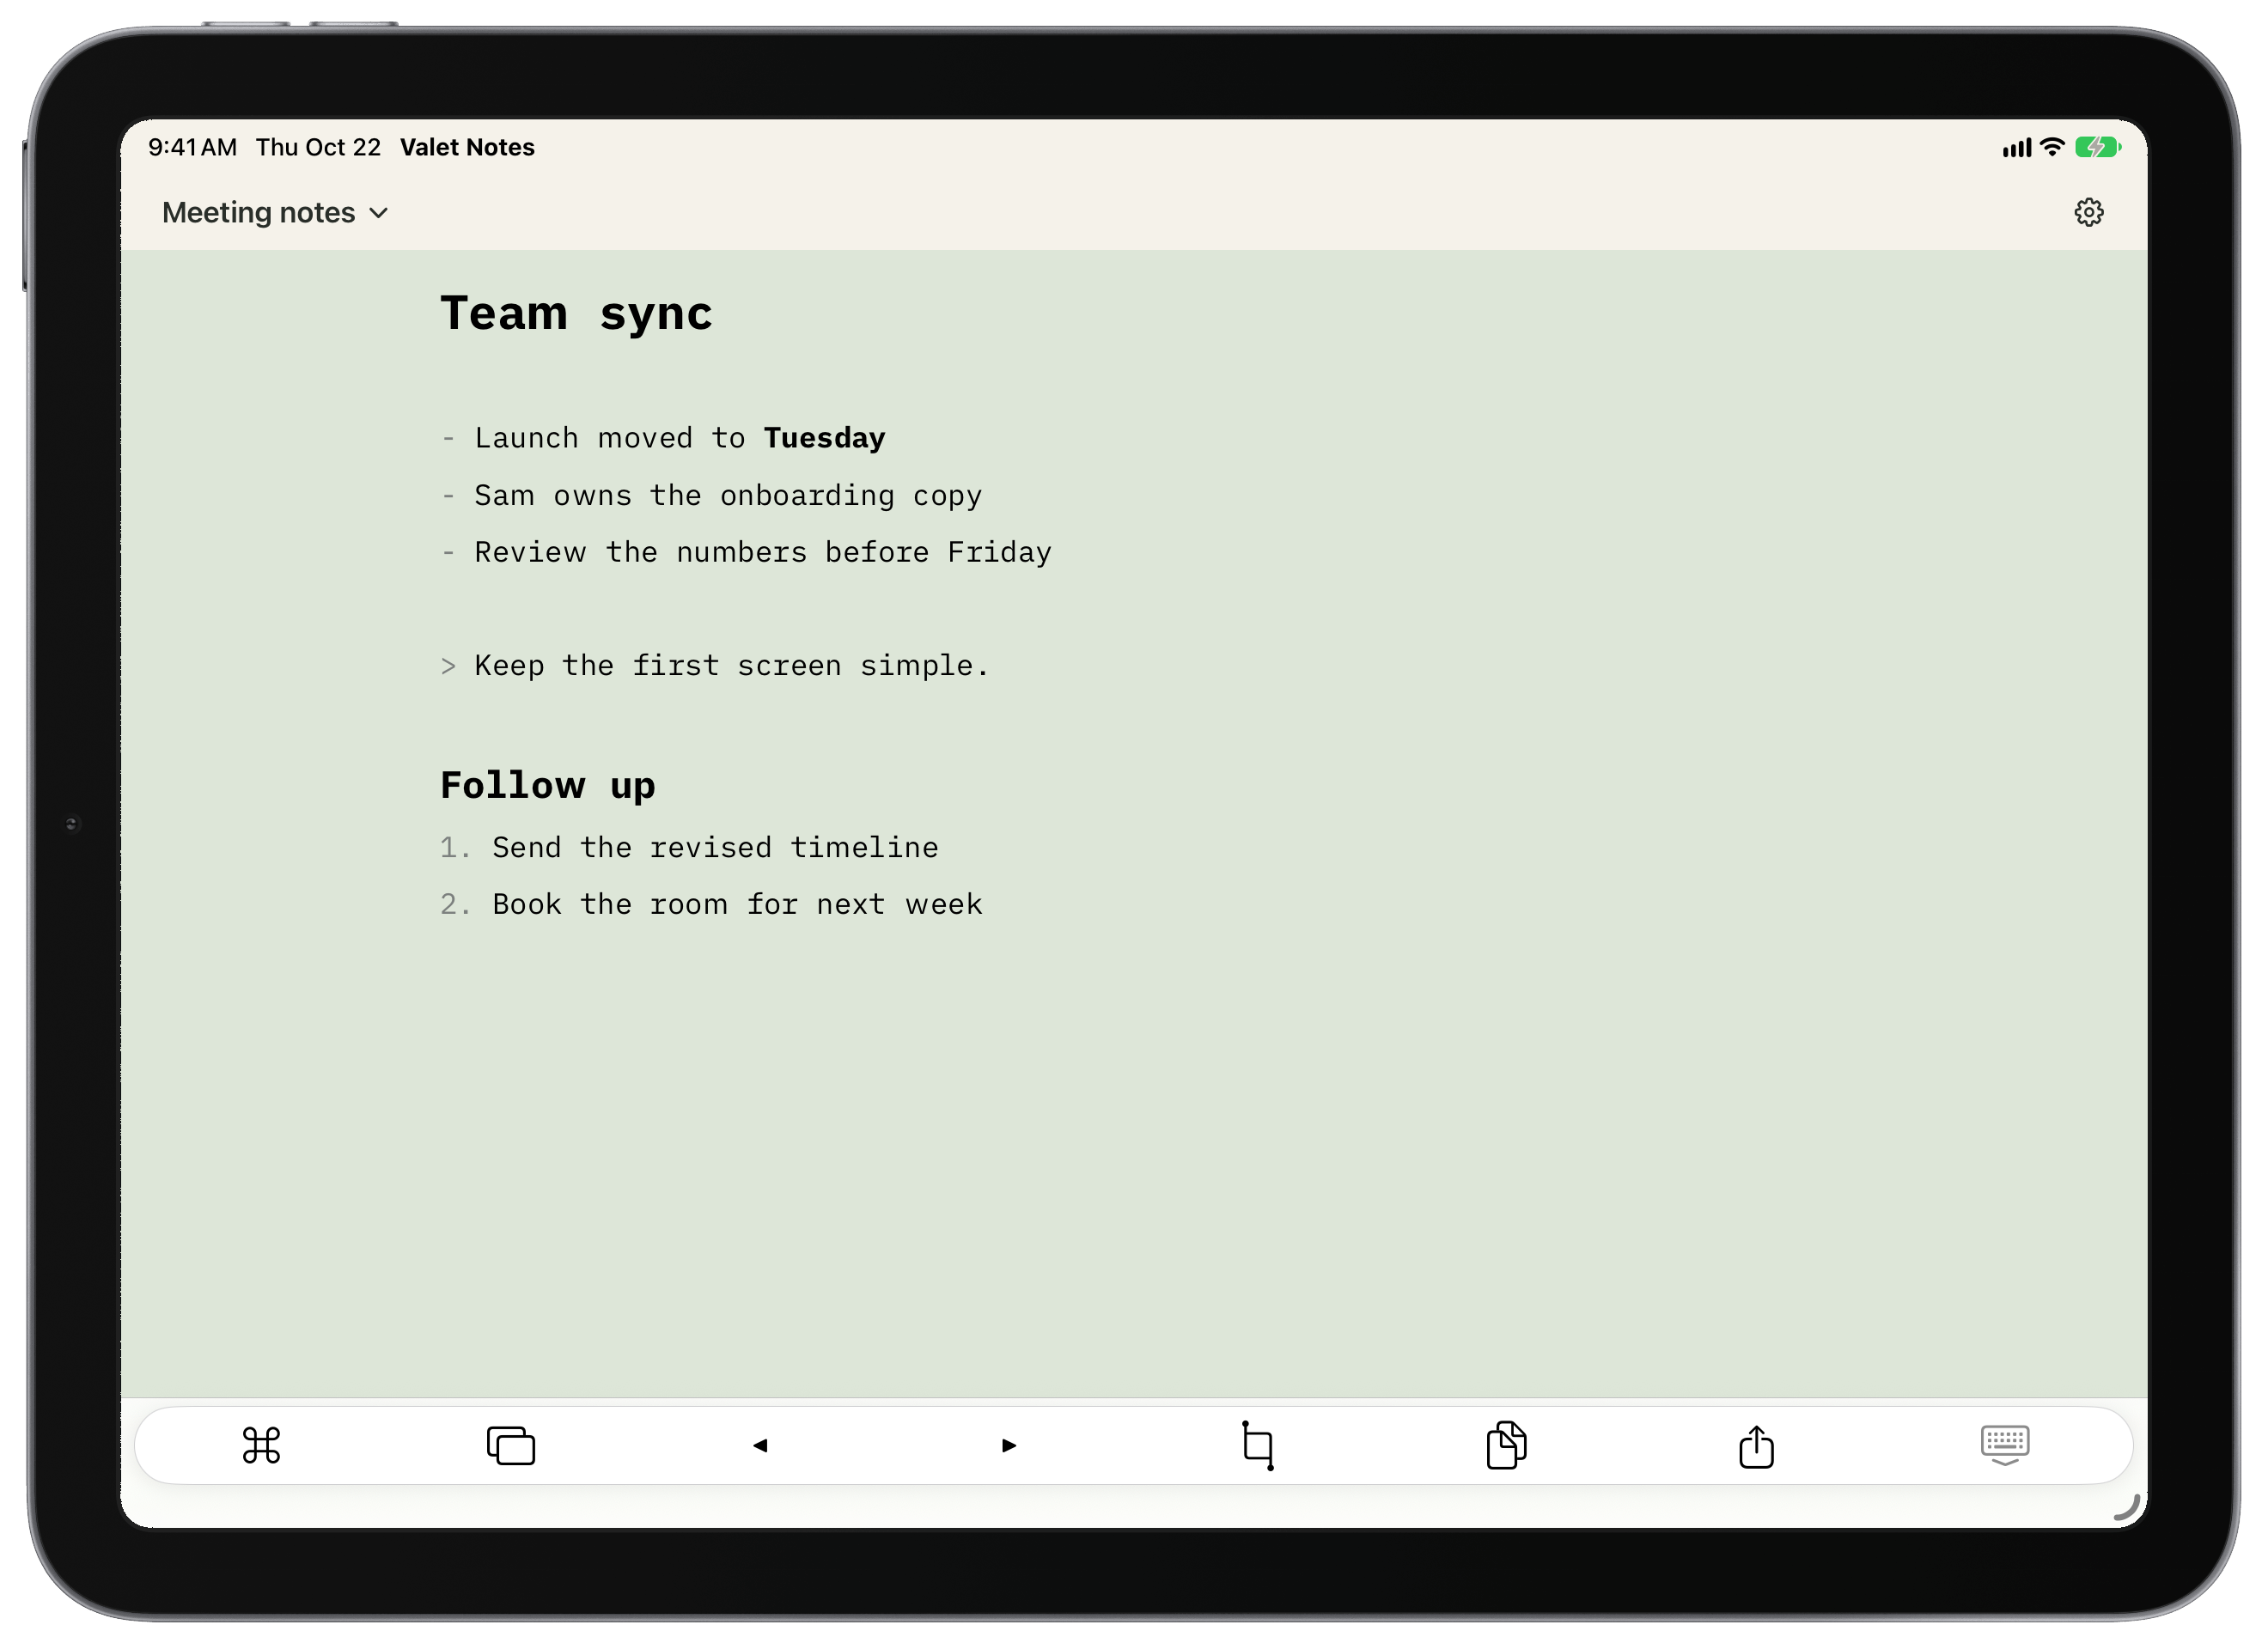 9:41 AM Thu Oct 22 Valet Notes
Meeting notes
Team sync
- Launch moved to Tuesday
- Sam owns the onboarding copy
- Review the numbers before Friday
> Keep the first screen simple.
Follow up
1. Send the revised timeline
2. Book the room for next week